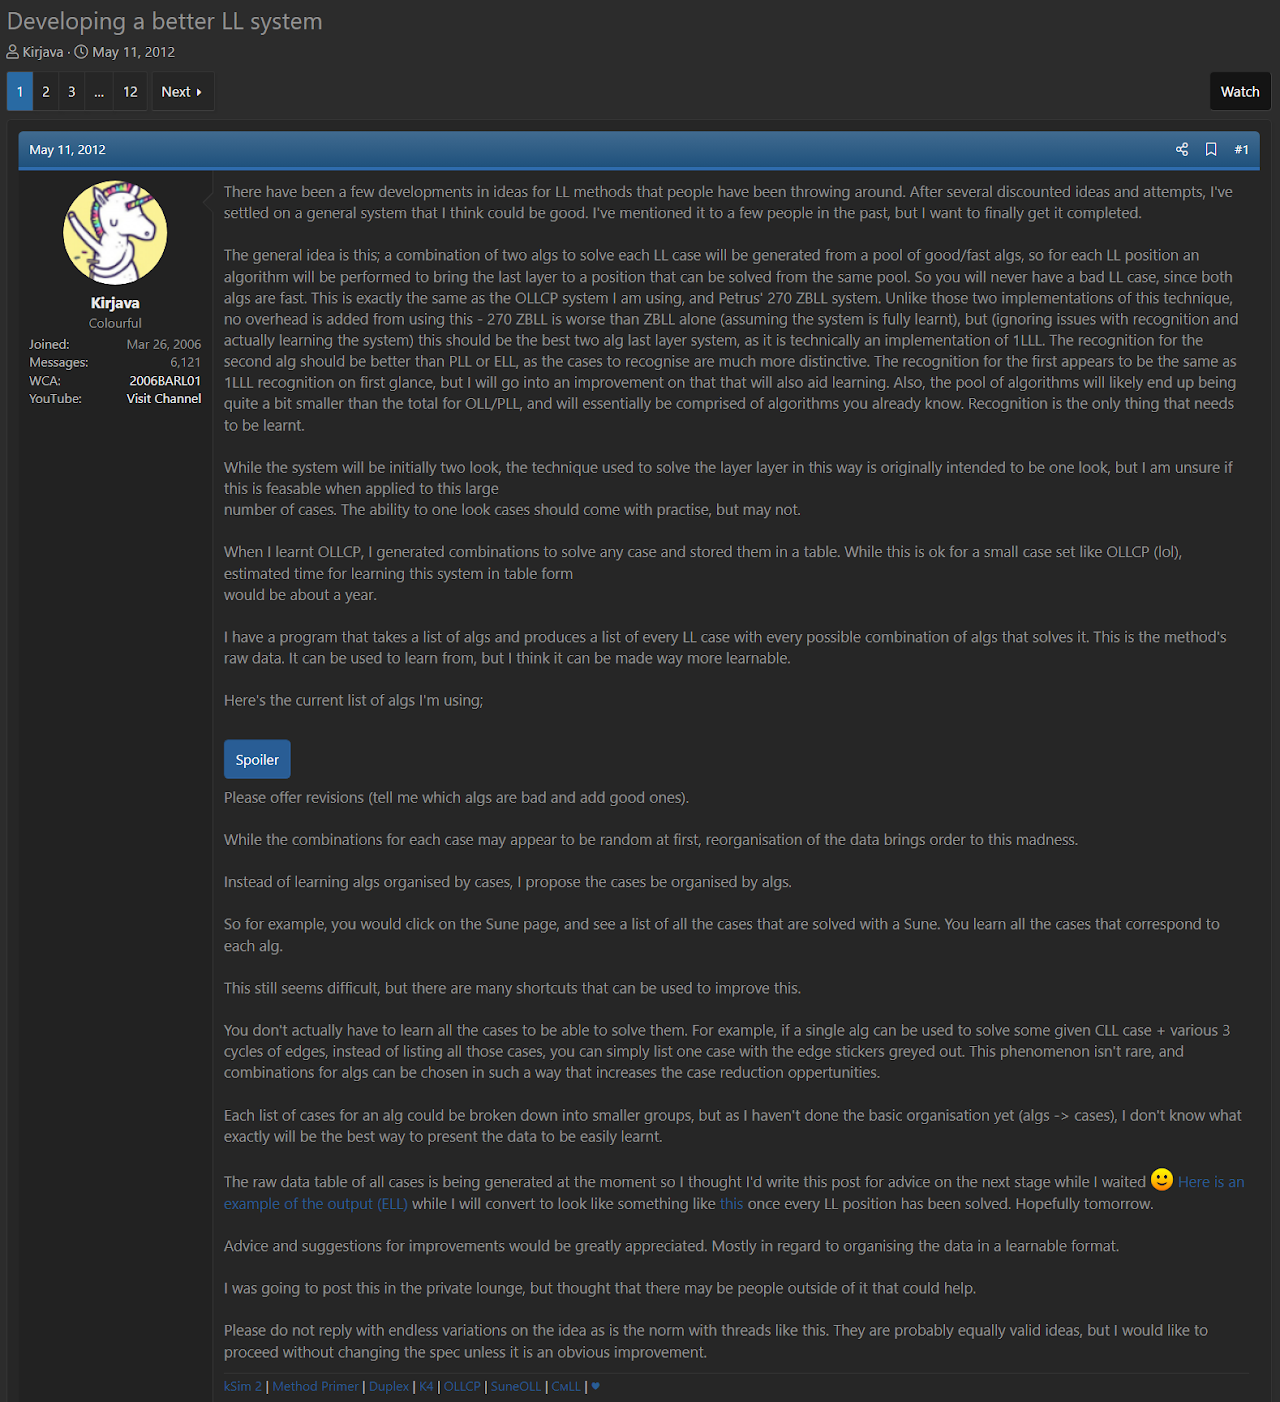 Developing a better LL system
Kirjava · May 11, 2012
1 2 3 ... 12 Next
Watch
May 11, 2012
#1
Kirjava
Colourful
Joined: Mar 26, 2006
Messages: 6,121
WCA: 2006BARL01
YouTube: Visit Channel
There have been a few developments in ideas for LL methods that people have been throwing around. After several discounted ideas and attempts, I've
settled on a general system that I think could be good. I've mentioned it to a few people in the past, but I want to finally get it completed.
The general idea is this; a combination of two algs to solve each LL case will be generated from a pool of good/fast algs, so for each LL position an
algorithm will be performed to bring the last layer to a position that can be solved from the same pool. So you will never have a bad LL case, since both
algs are fast. This is exactly the same as the OLLCP system I am using, and Petrus' 270 ZBLL system. Unlike those two implementations of this technique,
no overhead is added from using this - 270 ZBLL is worse than ZBLL alone (assuming the system is fully learnt), but (ignoring issues with recognition and
actually learning the system) this should be the best two alg last layer system, as it is technically an implementation of 1LLL. The recognition for the
second alg should be better than PLL or ELL, as the cases to recognise are much more distinctive. The recognition for the first appears to be the same as
1LLL recognition on first glance, but I will go into an improvement on that that will also aid learning. Also, the pool of algorithms will likely end up being
quite a bit smaller than the total for OLL/PLL, and will essentially be comprised of algorithms you already know. Recognition is the only thing that needs
to be learnt.
While the system will be initially two look, the technique used to solve the layer layer in this way is originally intended to be one look, but I am unsure if
this is feasable when applied to this large
number of cases. The ability to one look cases should come with practise, but may not.
When I learnt OLLCP, I generated combinations to solve any case and stored them in a table. While this is ok for a small case set like OLLCP (lol),
estimated time for learning this system in table form
would be about a year.
I have a program that takes a list of algs and produces a list of every LL case with every possible combination of algs that solves it. This is the method's
raw data. It can be used to learn from, but I think it can be made way more learnable.
Here's the current list of algs I'm using;
Spoiler
Please offer revisions (tell me which algs are bad and add good ones).
While the combinations for each case may appear to be random at first, reorganisation of the data brings order to this madness.
Instead of learning algs organised by cases, I propose the cases be organised by algs.
So for example, you would click on the Sune page, and see a list of all the cases that are solved with a Sune. You learn all the cases that correspond to
each alg.
This still seems difficult, but there are many shortcuts that can be used to improve this.
You don't actually have to learn all the cases to be able to solve them. For example, if a single alg can be used to solve some given CLL case + various 3
cycles of edges, instead of listing all those cases, you can simply list one case with the edge stickers greyed out. This phenomenon isn't rare, and
combinations for algs can be chosen in such a way that increases the case reduction oppertunities.
Each list of cases for an alg could be broken down into smaller groups, but as I haven't done the basic organisation yet (algs -> cases), I don't know what
exactly will be the best way to present the data to be easily learnt.
The raw data table of all cases is being generated at the moment so I thought I'd write this post for advice on the next stage while I waited Here is an
example of the output (ELL) while I will convert to look like something like this once every LL position has been solved. Hopefully tomorrow.
Advice and suggestions for improvements would be greatly appreciated. Mostly in regard to organising the data in a learnable format.
I was going to post this in the private lounge, but thought that there may be people outside of it that could help.
Please do not reply with endless variations on the idea as is the norm with threads like this. They are probably equally valid ideas, but I would like to
proceed without changing the spec unless it is an obvious improvement.
kSim 2 | Method Primer | Duplex | K4 | OLLCP | SuneOLL | CмLL | ♥